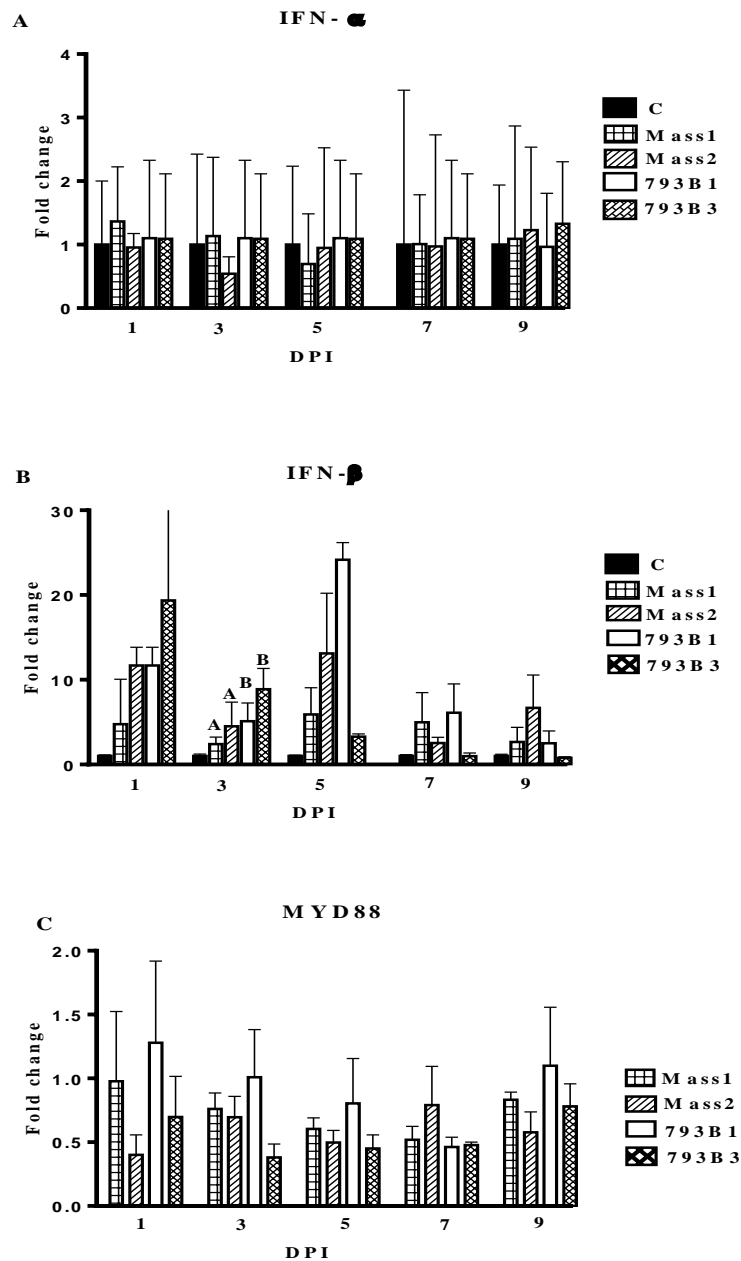 A
IFN-α
4
3
2
1
0
Fold change
1 3 5 7 9
DPI
C
Mass1
Mass2
793B1
793B3
B
IFN-β
30
20
10
0
Fold change
A A B B
1 3 5 7 9
DPI
C
Mass1
Mass2
793B1
793B3
C
MYD88
2.0
1.5
1.0
0.5
0.0
Fold change
1 3 5 7 9
DPI
Mass1
Mass2
793B1
793B3